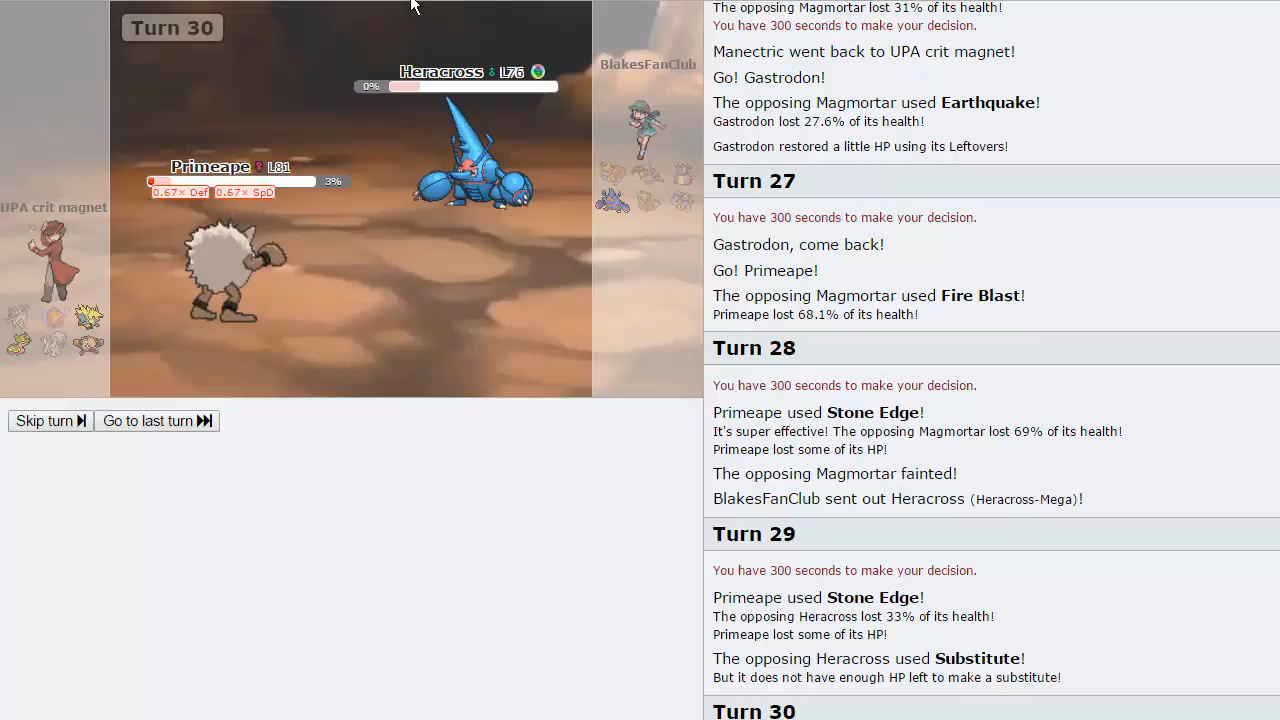 Turn 30
Heracross L76
0%
BlakesFanClub
Primeape L81
3%
0.67× Def 0.67× SpD
UPA crit magnet
Skip turn
Go to last turn
The opposing Magmortar lost 31% of its health!
You have 300 seconds to make your decision.
Manectric went back to UPA crit magnet!
Go! Gastrodon!
The opposing Magmortar used Earthquake!
Gastrodon lost 27.6% of its health!
Gastrodon restored a little HP using its Leftovers!
Turn 27
You have 300 seconds to make your decision.
Gastrodon, come back!
Go! Primeape!
The opposing Magmortar used Fire Blast!
Primeape lost 68.1% of its health!
Turn 28
You have 300 seconds to make your decision.
Primeape used Stone Edge!
It's super effective! The opposing Magmortar lost 69% of its health!
Primeape lost some of its HP!
The opposing Magmortar fainted!
BlakesFanClub sent out Heracross (Heracross-Mega)!
Turn 29
You have 300 seconds to make your decision.
Primeape used Stone Edge!
The opposing Heracross lost 33% of its health!
Primeape lost some of its HP!
The opposing Heracross used Substitute!
But it does not have enough HP left to make a substitute!
Turn 30